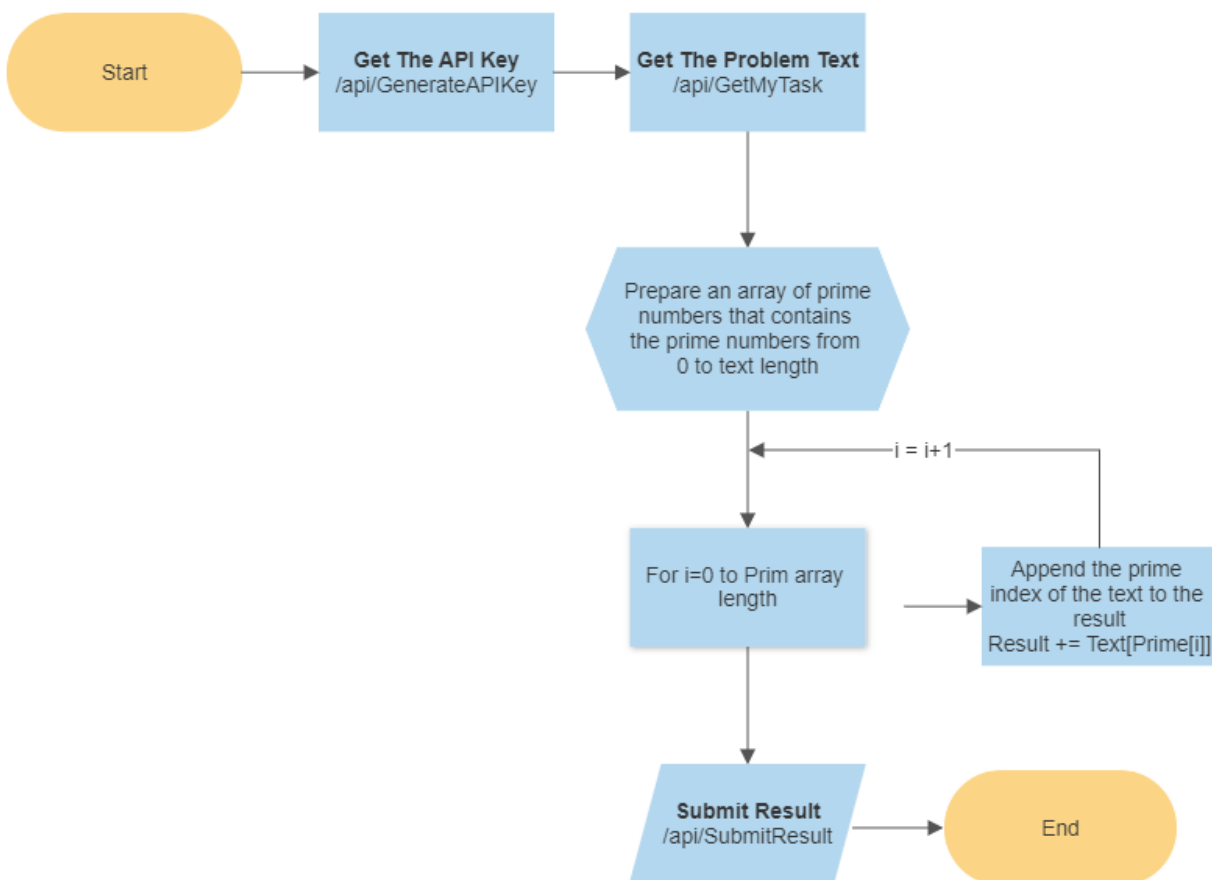 Start
Get The API Key
/api/GenerateAPIKey
Get The Problem Text
/api/GetMyTask
Prepare an array of prime
numbers that contains
the prime numbers from
0 to text length
i = i+1
For i=0 to Prim array
length
Append the prime
index of the text to the
result
Result += Text[Prime[i]]
Submit Result
/api/SubmitResult
End